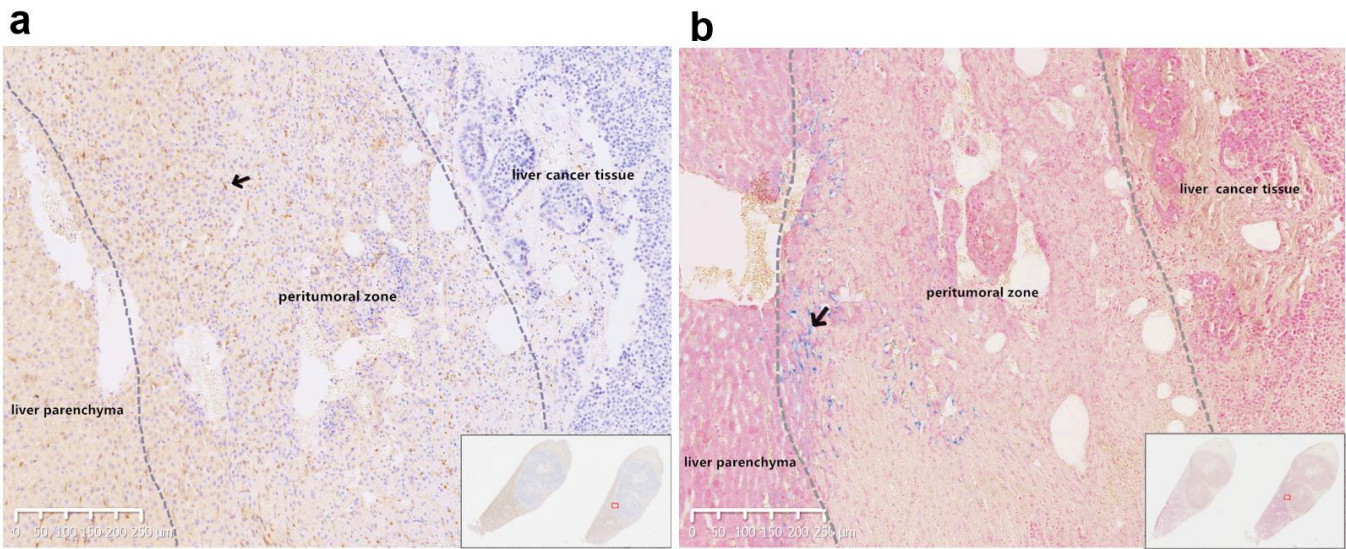 a
b
liver cancer tissue
peritumoral zone
liver parenchyma
0 50 100 150 200 250 µm
liver cancer tissue
peritumoral zone
liver parenchyma
0 50 100 150 200 250 µm